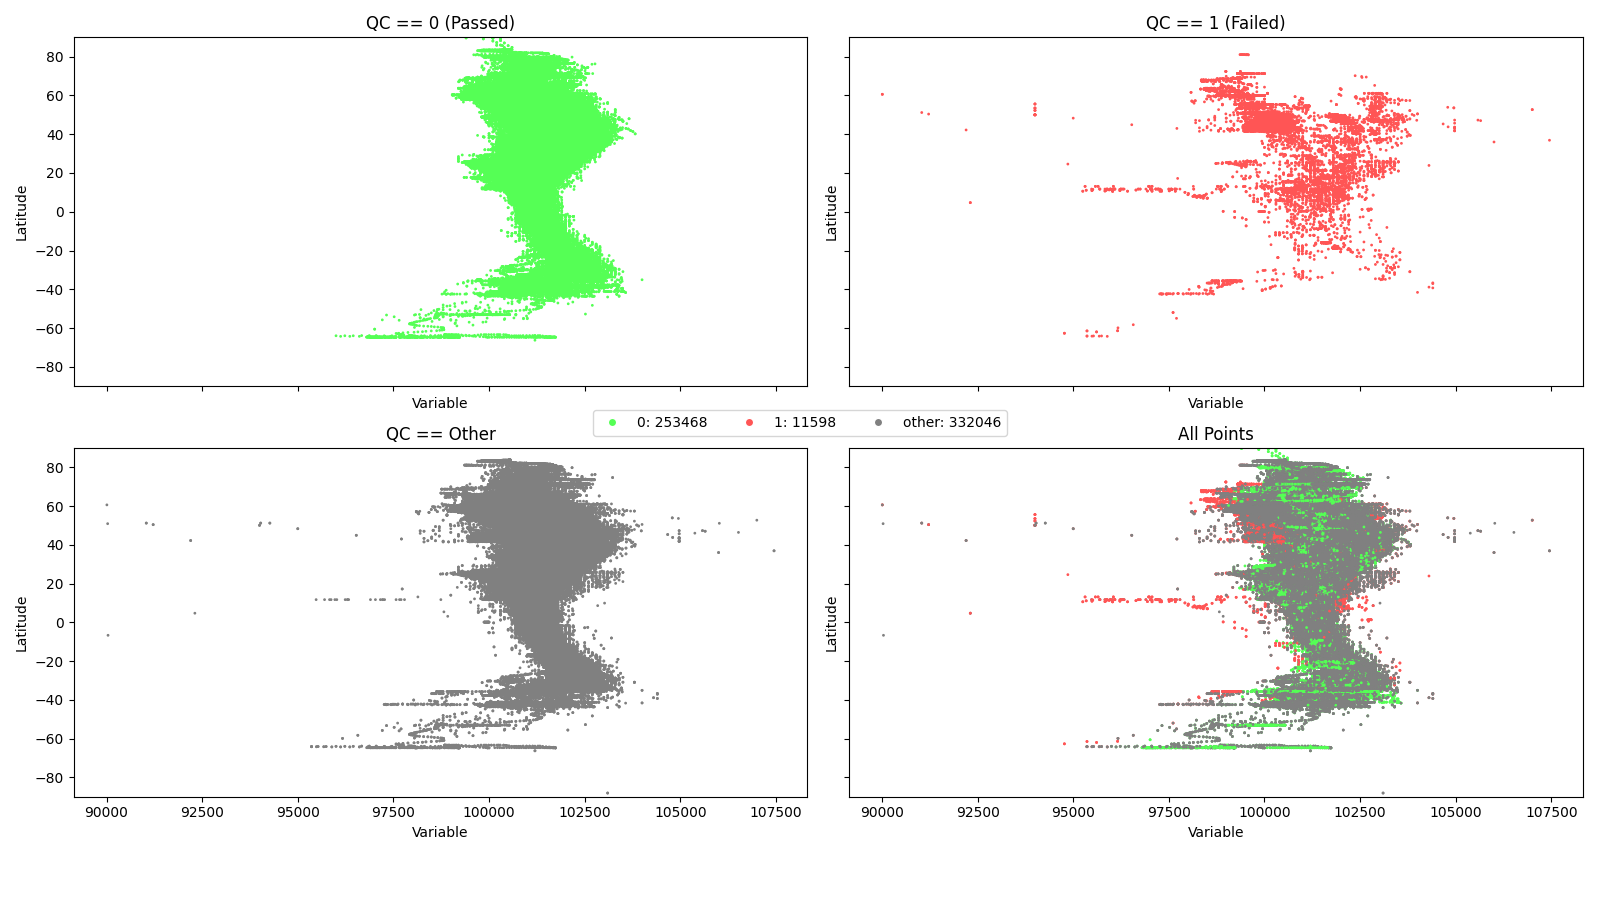 QC == 0 (Passed)
QC == 1 (Failed)
80
60
40
20
0
−20
−40
−60
−80
Latitude
Latitude
Variable
Variable
0: 253468
1: 11598
other: 332046
QC == Other
All Points
80
60
40
20
0
−20
−40
−60
−80
Latitude
Latitude
90000 92500 95000 97500 100000 102500 105000 107500
90000 92500 95000 97500 100000 102500 105000 107500
Variable
Variable